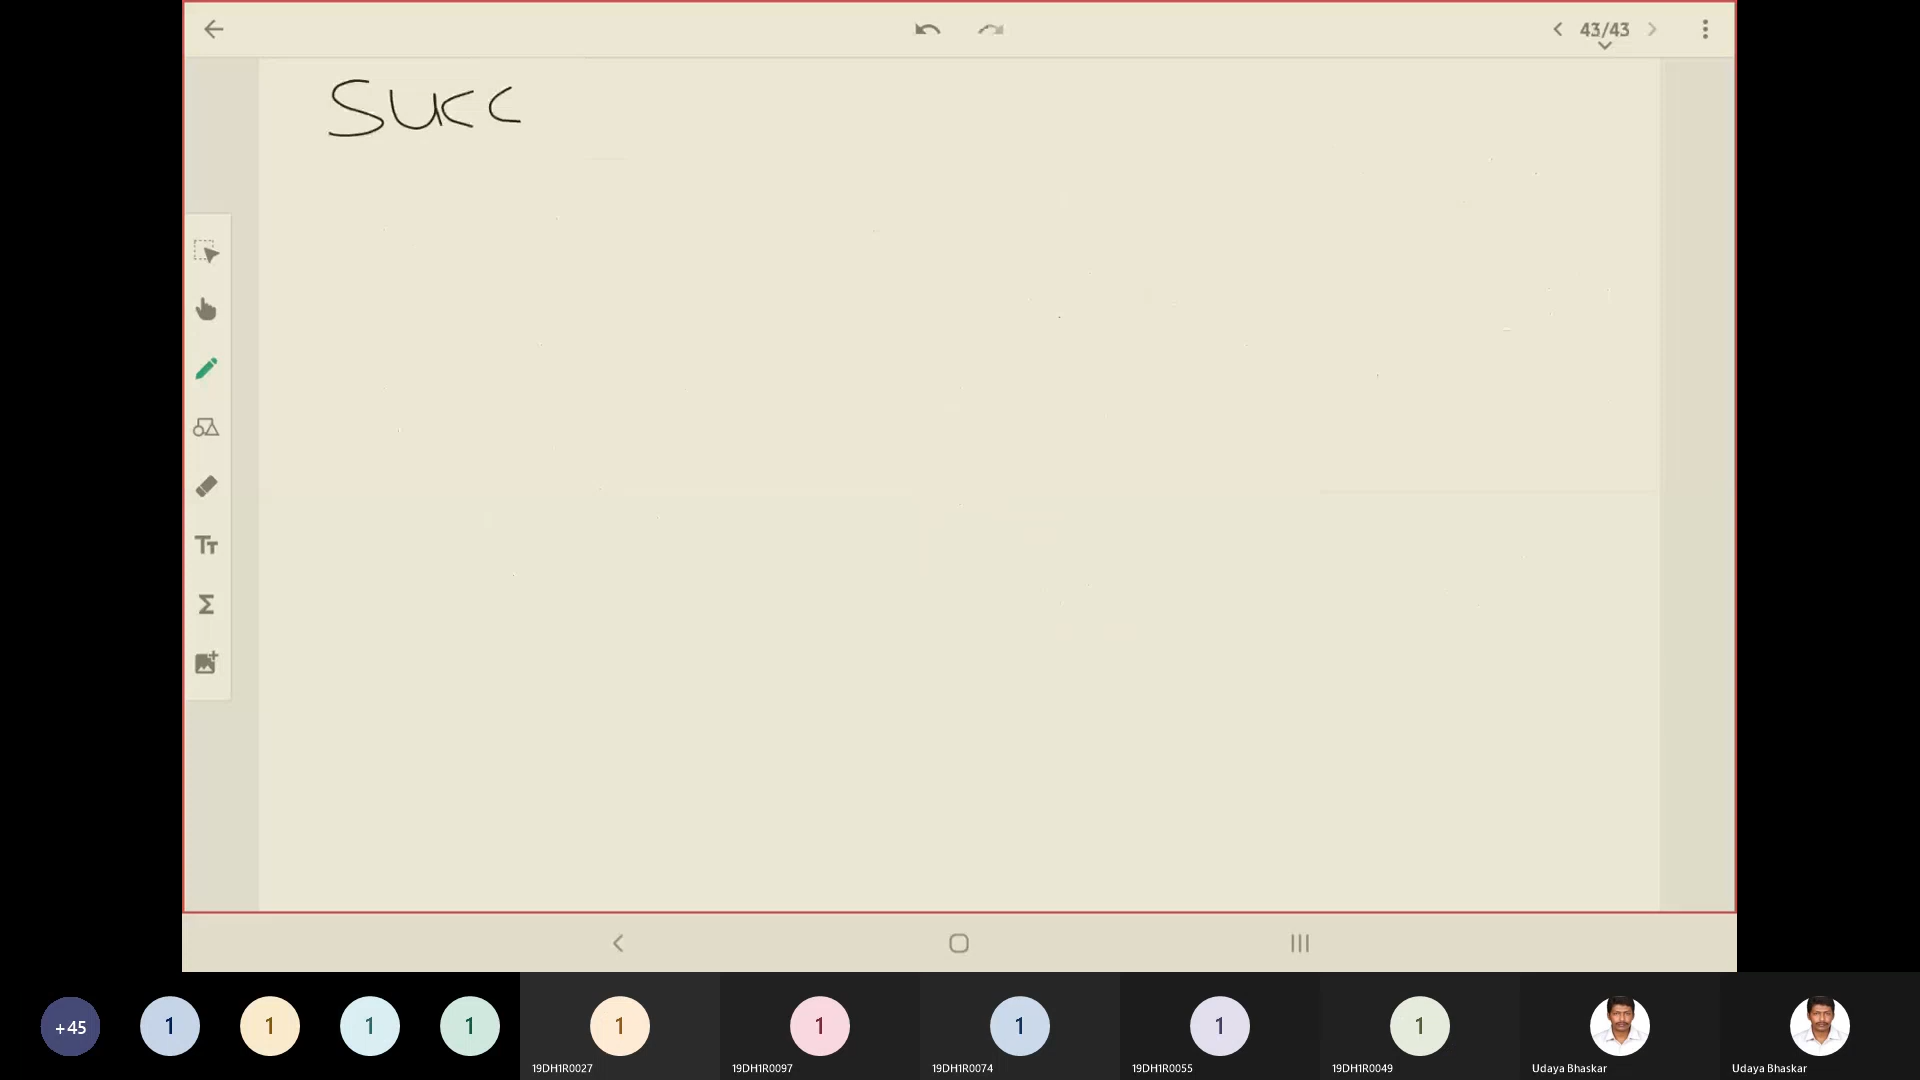 43/43
Succ
Tт
Σ
+45
1
1
1
1
1
1
1
1
1
19DH1R0027
19DH1R0097
19DH1R0074
19DH1R0055
19DH1R0049
Udaya Bhaskar
Udaya Bhaskar